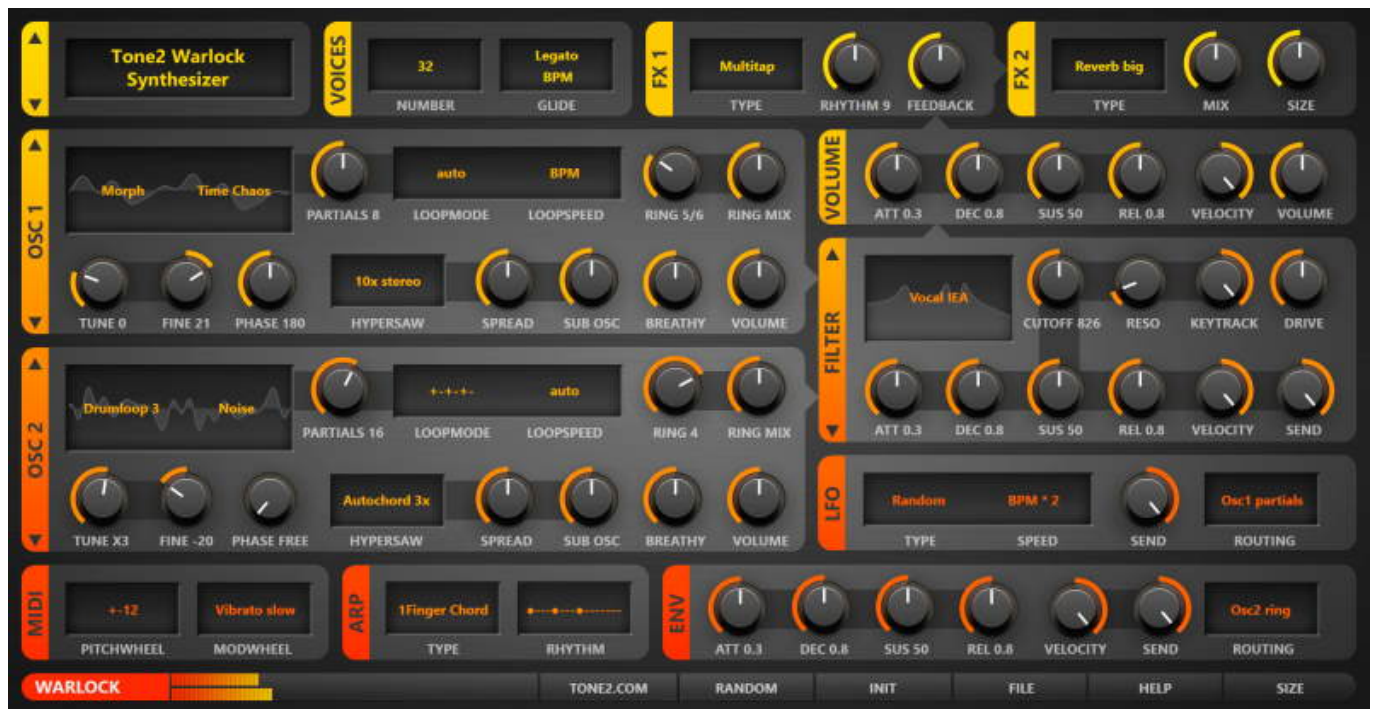 Tone2 Warlock
Synthesizer
VOICES
32
Legato
BPM
NUMBER GLIDE
FX 1
Multitap
TYPE RHYTHM 9 FEEDBACK
FX 2
Reverb big
TYPE MIX SIZE
OSC 1
Morph Time Chaos
auto BPM
PARTIALS 8 LOOPMODE LOOPSPEED RING 5/6 RING MIX
10x stereo
TUNE 0 FINE 21 PHASE 180 HYPERSAW SPREAD SUB OSC BREATHY VOLUME
VOLUME
ATT 0.3 DEC 0.8 SUS 50 REL 0.8 VELOCITY VOLUME
FILTER
Vocal IEA
CUTOFF 826 RESO KEYTRACK DRIVE
ATT 0.3 DEC 0.8 SUS 50 REL 0.8 VELOCITY SEND
OSC 2
Drumloop 3 Noise
+-+-+- auto
PARTIALS 16 LOOPMODE LOOPSPEED RING 4 RING MIX
Autochord 3x
TUNE X3 FINE -20 PHASE FREE HYPERSAW SPREAD SUB OSC BREATHY VOLUME
LFO
Random BPM * 2 Osc1 partials
TYPE SPEED SEND ROUTING
MIDI
+-12 Vibrato slow
PITCHWHEEL MODWHEEL
ARP
1Finger Chord
TYPE RHYTHM
ENV
Osc2 ring
ATT 0.3 DEC 0.8 SUS 50 REL 0.8 VELOCITY SEND ROUTING
WARLOCK TONE2.COM RANDOM INIT FILE HELP SIZE